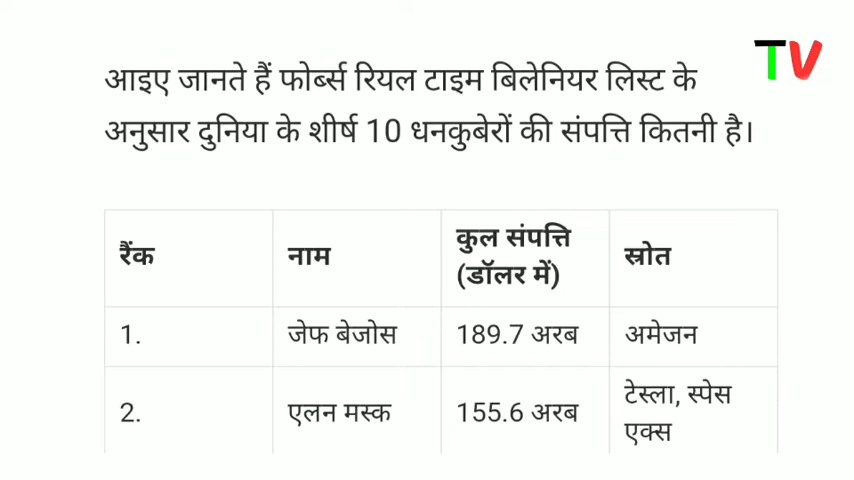 TV
आइए जानते हैं फोर्ब्स रियल टाइम बिलेनियर लिस्ट के
अनुसार दुनिया के शीर्ष 10 धनकुबेरों की संपत्ति कितनी है।
रैंक नाम कुल संपत्ति (डॉलर में) स्रोत
1. जेफ बेजोस 189.7 अरब अमेजन
2. एलन मस्क 155.6 अरब टेस्ला, स्पेस एक्स